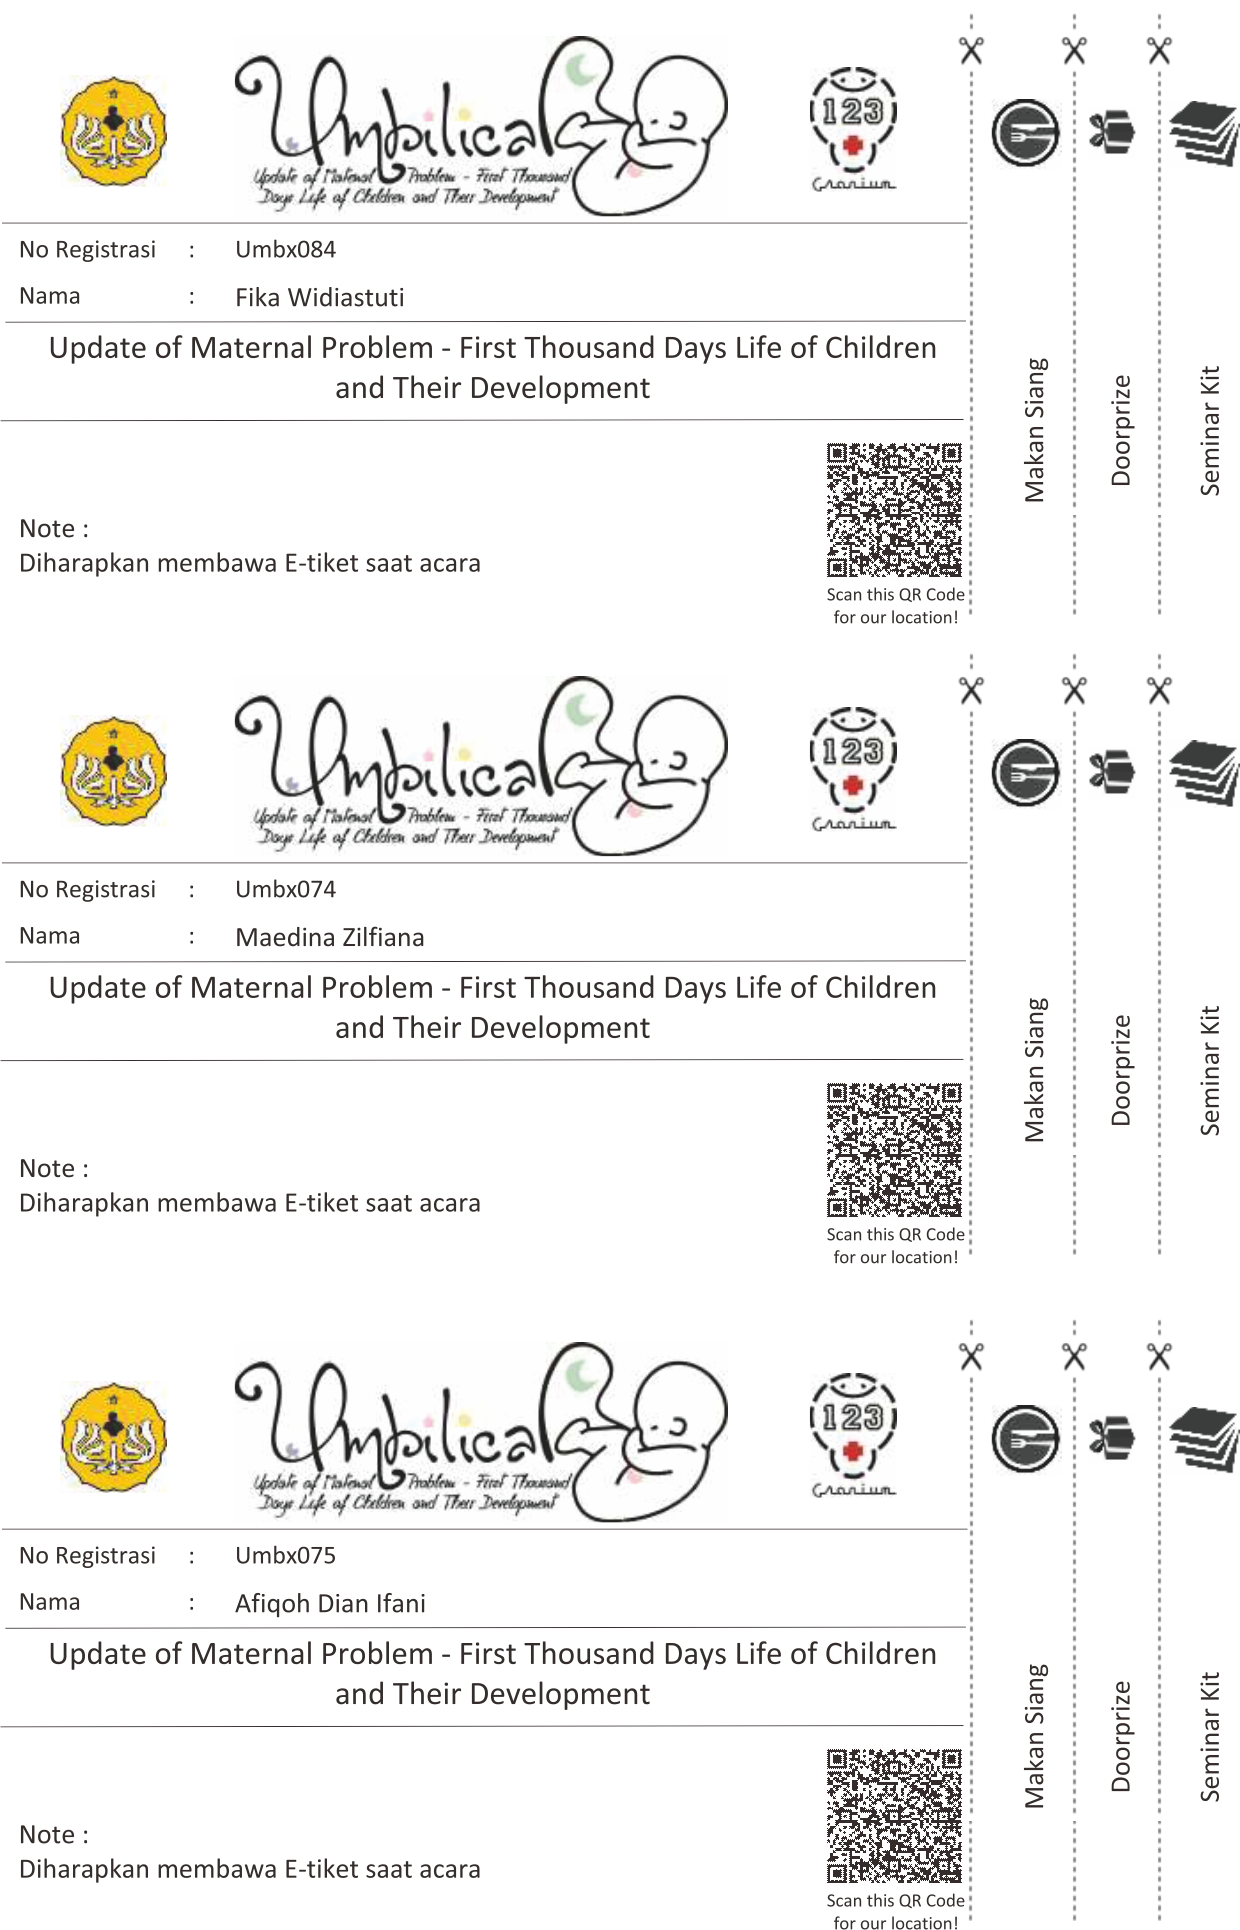 Umbilical
Update of Maternal Problem - First Thousand
Days Life of Children and Their Development
123
Cranium
No Registrasi : Umbx084
Nama : Fika Widiastuti
Update of Maternal Problem - First Thousand Days Life of Children
and Their Development
Note :
Diharapkan membawa E-tiket saat acara
Scan this QR Code
for our location!
Makan Siang
Doorprize
Seminar Kit
Umbilical
Update of Maternal Problem - First Thousand
Days Life of Children and Their Development
123
Cranium
No Registrasi : Umbx074
Nama : Maedina Zilfiana
Update of Maternal Problem - First Thousand Days Life of Children
and Their Development
Note :
Diharapkan membawa E-tiket saat acara
Scan this QR Code
for our location!
Makan Siang
Doorprize
Seminar Kit
Umbilical
Update of Maternal Problem - First Thousand
Days Life of Children and Their Development
123
Cranium
No Registrasi : Umbx075
Nama : Afiqoh Dian Ifani
Update of Maternal Problem - First Thousand Days Life of Children
and Their Development
Note :
Diharapkan membawa E-tiket saat acara
Scan this QR Code
for our location!
Makan Siang
Doorprize
Seminar Kit